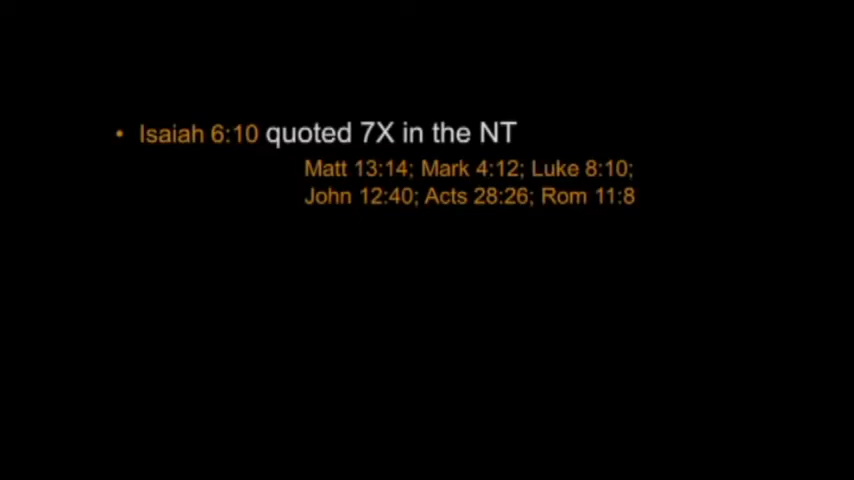 • Isaiah 6:10 quoted 7X in the NT
Matt 13:14; Mark 4:12; Luke 8:10;
John 12:40; Acts 28:26; Rom 11:8